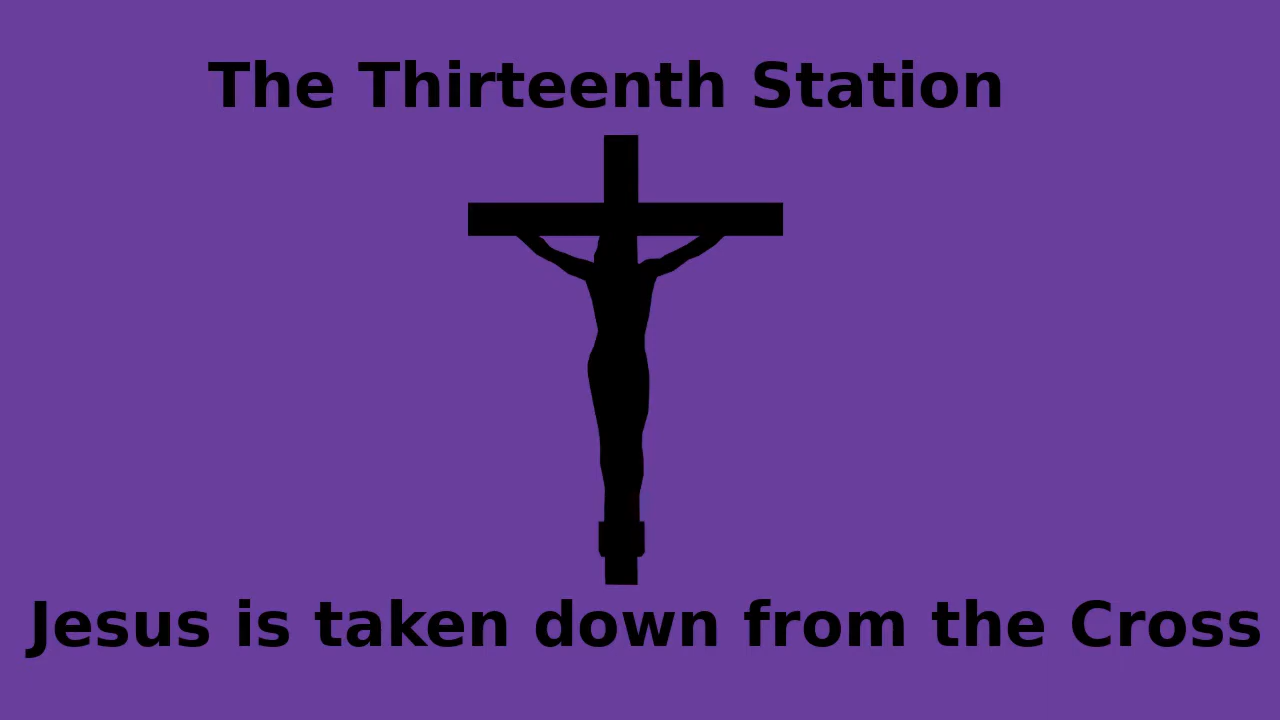 The Thirteenth Station
Jesus is taken down from the Cross